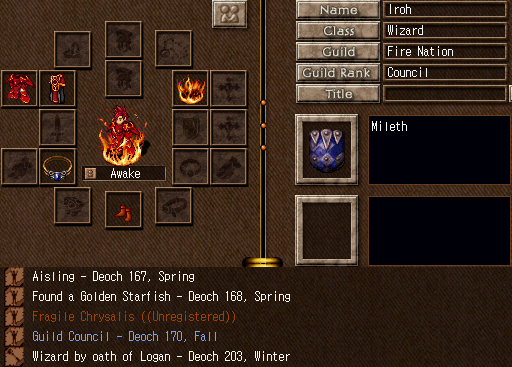 Name Iroh
Class Wizard
Guild Fire Nation
Guild Rank Council
Title
Awake
Mileth
Aisling - Deoch 167, Spring
Found a Golden Starfish - Deoch 168, Spring
Fragile Chrysalis ((Unregistered))
Guild Council - Deoch 170, Fall
Wizard by oath of Logan - Deoch 203, Winter